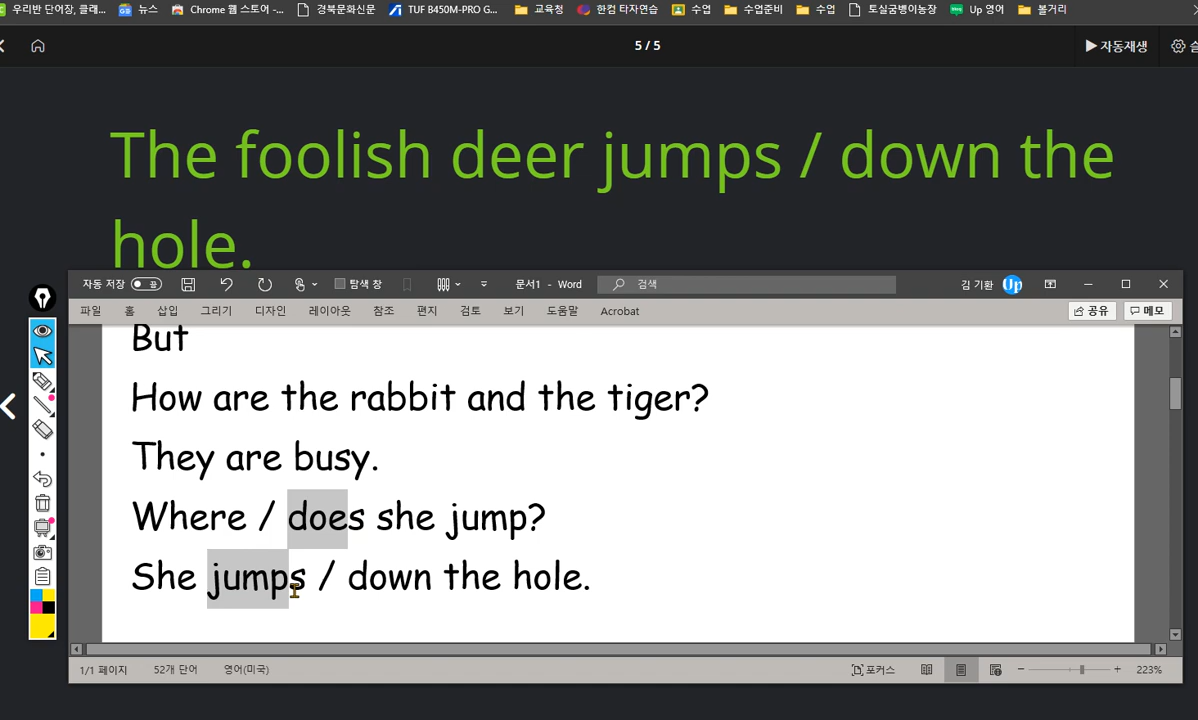 우리반 단어장, 클래... 뉴스 Chrome 웹 스토어 -... 경북문화신문 TUF B450M-PRO G... 교육청 한컴 타자연습 수업 수업준비 수업 토실굼벵이농장 Up 영어 볼거리
5 / 5 ▶ 자동재생 슬
The foolish deer jumps / down the
hole.
자동 저장 끔 탐색 창 문서1 - Word 검색 김 기환 Up
파일 홈 삽입 그리기 디자인 레이아웃 참조 편지 검토 보기 도움말 Acrobat 공유 메모
But
How are the rabbit and the tiger?
They are busy.
Where / does she jump?
She jumps / down the hole.
1/1 페이지 52개 단어 영어(미국) 포커스 - + 223%